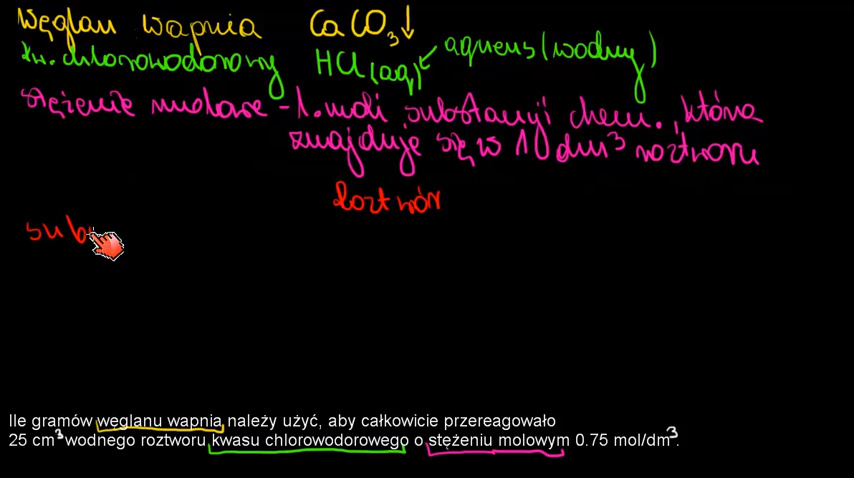 Węglan wapnia CaCO₃↓
kw. chlorowodorowy HCl(aq) aquens (wodny)
stężenie molowe - l. moli substancji chem., która
znajduje się w 1 dm³ roztworu
Roztwór
sub
Ile gramów węglanu wapnia należy użyć, aby całkowicie przereagowało
25 cm³ wodnego roztworu kwasu chlorowodorowego o stężeniu molowym 0.75 mol/dm³.